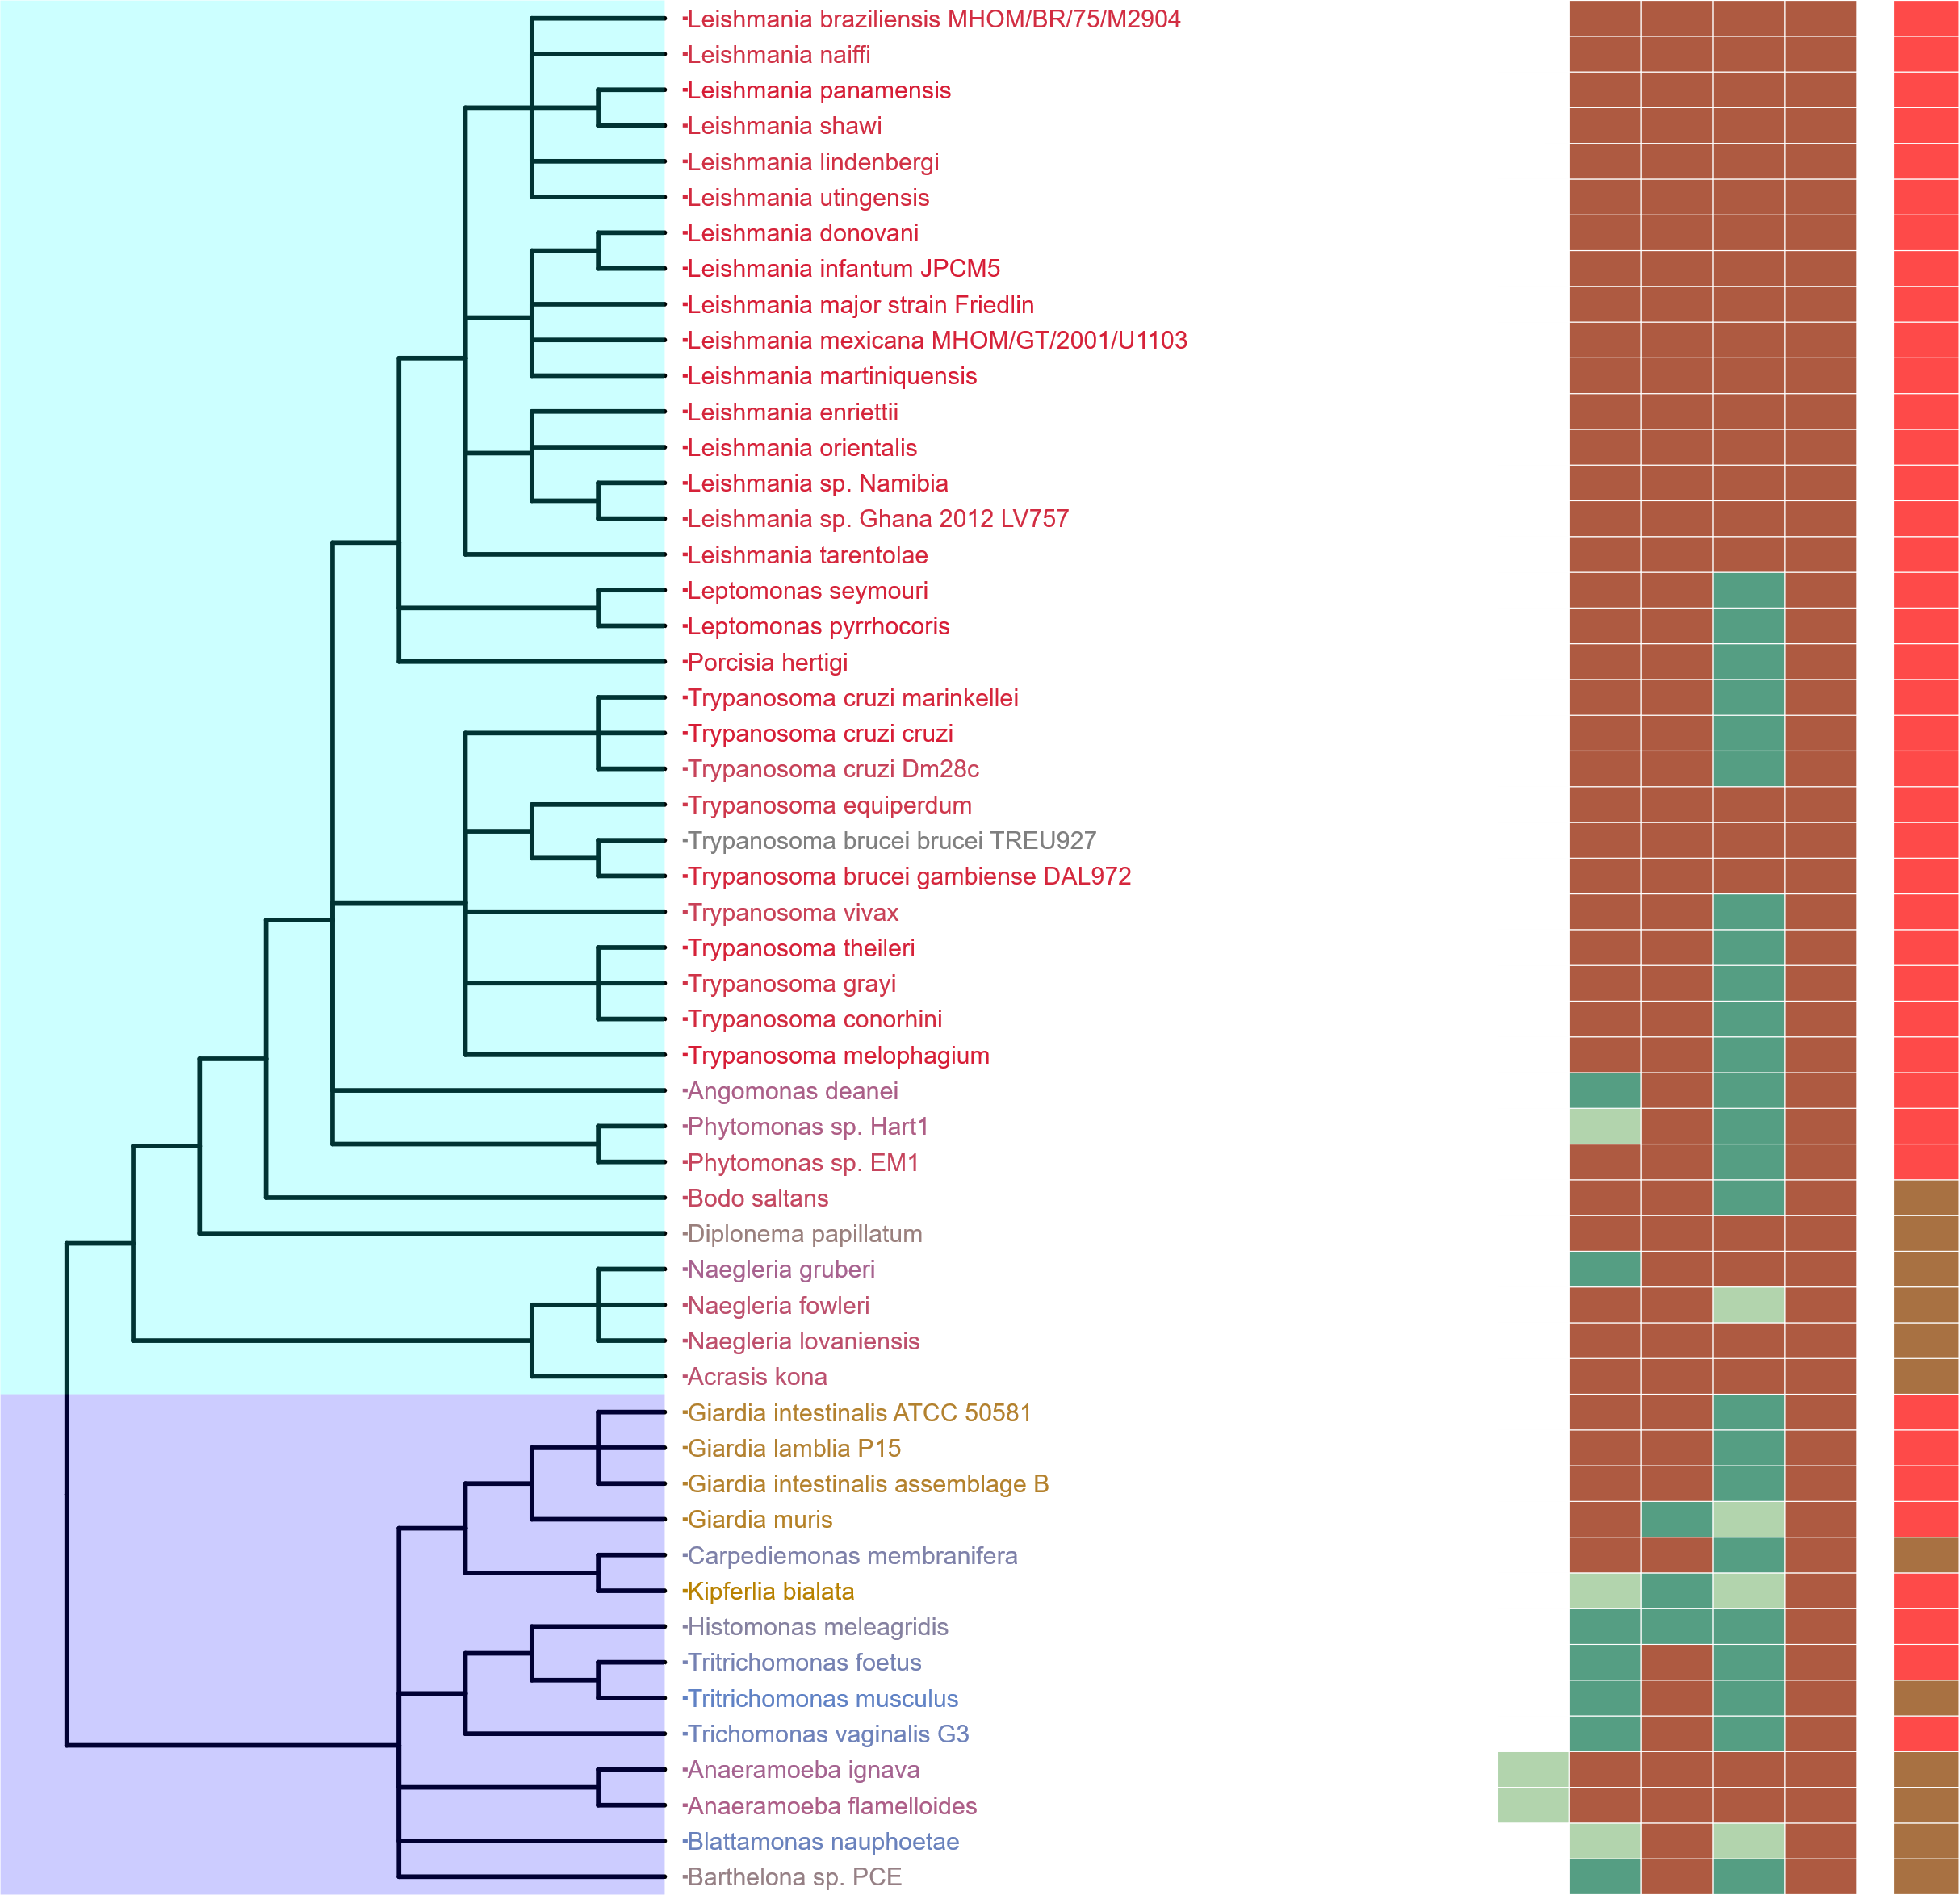 Leishmania braziliensis MHOM/BR/75/M2904
Leishmania naiffi
Leishmania panamensis
Leishmania shawi
Leishmania lindenbergi
Leishmania utingensis
Leishmania donovani
Leishmania infantum JPCM5
Leishmania major strain Friedlin
Leishmania mexicana MHOM/GT/2001/U1103
Leishmania martiniquensis
Leishmania enriettii
Leishmania orientalis
Leishmania sp. Namibia
Leishmania sp. Ghana 2012 LV757
Leishmania tarentolae
Leptomonas seymouri
Leptomonas pyrrhocoris
Porcisia hertigi
Trypanosoma cruzi marinkellei
Trypanosoma cruzi cruzi
Trypanosoma cruzi Dm28c
Trypanosoma equiperdum
Trypanosoma brucei brucei TREU927
Trypanosoma brucei gambiense DAL972
Trypanosoma vivax
Trypanosoma theileri
Trypanosoma grayi
Trypanosoma conorhini
Trypanosoma melophagium
Angomonas deanei
Phytomonas sp. Hart1
Phytomonas sp. EM1
Bodo saltans
Diplonema papillatum
Naegleria gruberi
Naegleria fowleri
Naegleria lovaniensis
Acrasis kona
Giardia intestinalis ATCC 50581
Giardia lamblia P15
Giardia intestinalis assemblage B
Giardia muris
Carpediemonas membranifera
Kipferlia bialata
Histomonas meleagridis
Tritrichomonas foetus
Tritrichomonas musculus
Trichomonas vaginalis G3
Anaeramoeba ignava
Anaeramoeba flamelloides
Blattamonas nauphoetae
Barthelona sp. PCE